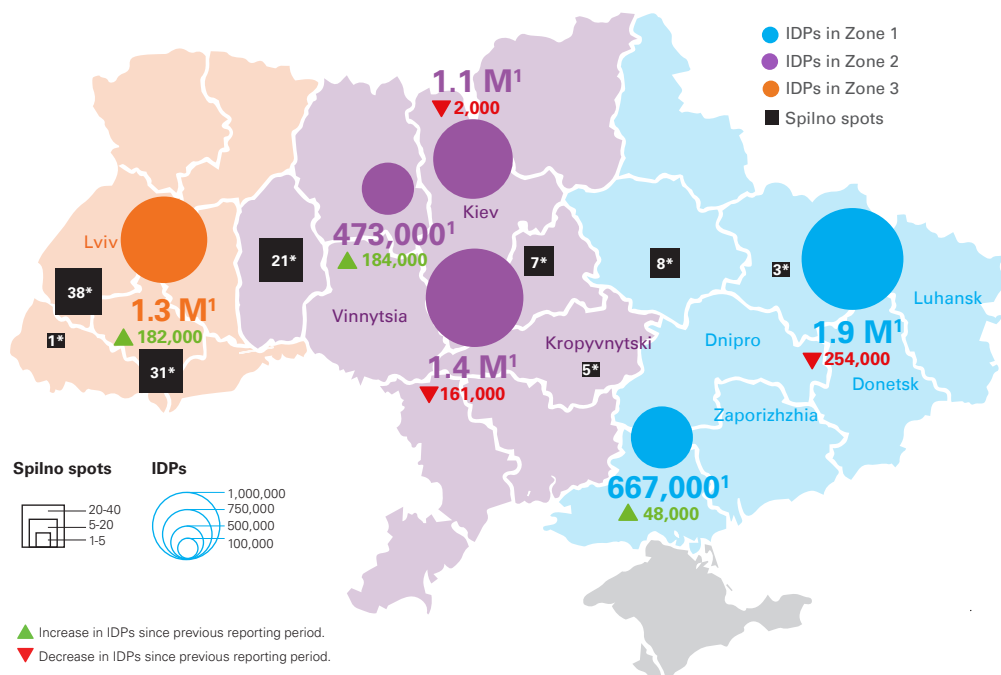 IDPs in Zone 1
IDPs in Zone 2
IDPs in Zone 3
Spilno spots
1.1 M¹
2,000
Kiev
473,000¹
184,000
Lviv
38*
1.3 M¹
182,000
1*
31*
21*
Vinnytsia
7*
1.4 M¹
161,000
Kropyvnytski
5*
8*
3*
Luhansk
1.9 M¹
254,000
Dnipro
Donetsk
Zaporizhzhia
667,000¹
48,000
Spilno spots
20-40
5-20
1-5
IDPs
1,000,000
750,000
500,000
100,000
Increase in IDPs since previous reporting period.
Decrease in IDPs since previous reporting period.